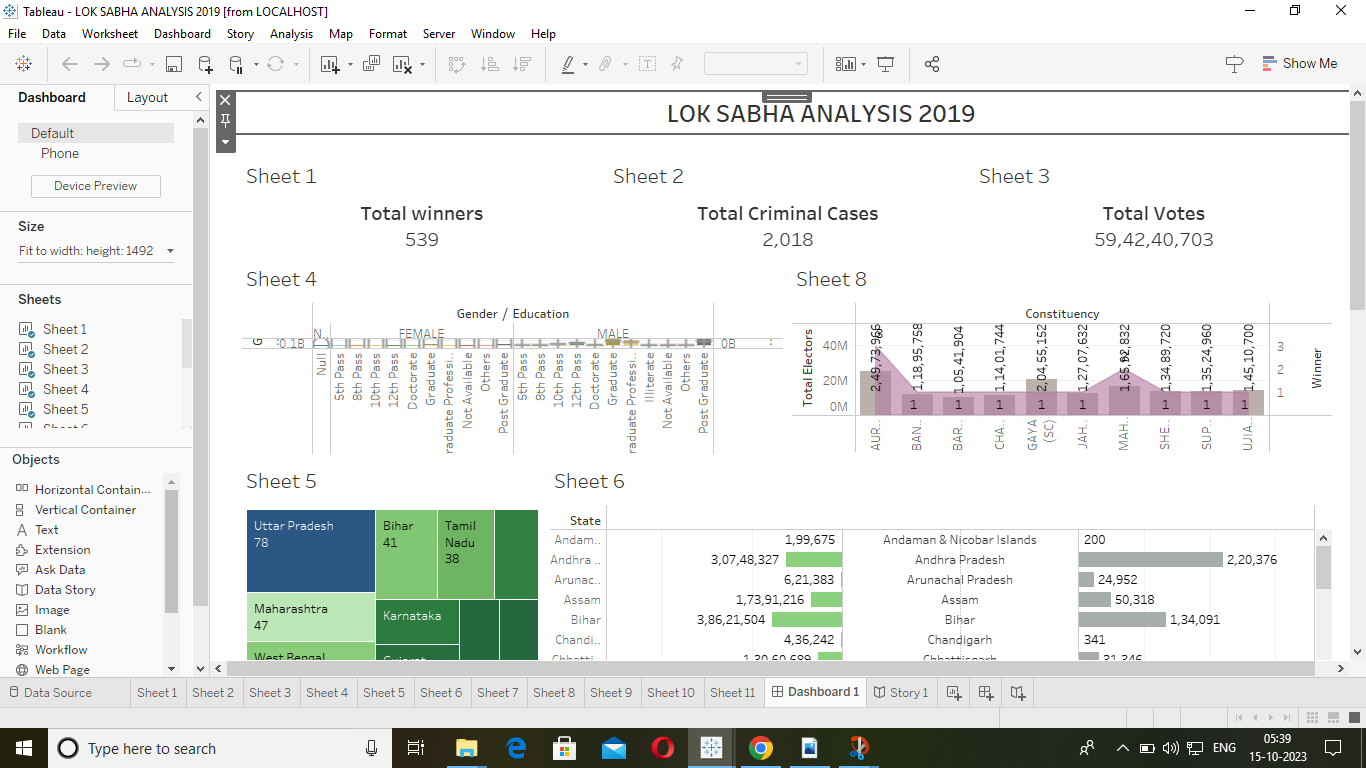 Tableau - LOK SABHA ANALYSIS 2019 [from LOCALHOST]
File Data Worksheet Dashboard Story Analysis Map Format Server Window Help
Show Me
Dashboard Layout
Default
Phone
Device Preview
Size
Fit to width: height: 1492
Sheets
Sheet 1
Sheet 2
Sheet 3
Sheet 4
Sheet 5
Objects
Horizontal Contain...
Vertical Container
Text
Extension
Ask Data
Data Story
Image
Blank
Workflow
Web Page
LOK SABHA ANALYSIS 2019
Sheet 1
Total winners
539
Sheet 2
Total Criminal Cases
2,018
Sheet 3
Total Votes
59,42,40,703
Sheet 4
Gender / Education
N.. FEMALE MALE
G
0.1B 0B
Null
5th Pass
8th Pass
10th Pass
12th Pass
Doctorate
Graduate
raduate Professi..
Not Available
Others
Post Graduate
5th Pass
8th Pass
10th Pass
12th Pass
Doctorate
Graduate
raduate Professi..
Illiterate
Not Available
Others
Post Graduate
Sheet 8
Constituency
Total Electors
40M
20M
0M
1,18,95,758
1,05,41,904
1,14,01,744
2,04,55,152
1,27,07,632
1,34,89,720
1,35,24,960
1,45,10,700
1 1 1 1 1 1 1 1
3
2
1
Winner
AUR..
BAN..
BAR..
CHA..
GAYA
(SC)
JAH..
MAH..
SHE..
SUP..
UJIA..
Sheet 5
Uttar Pradesh
78
Bihar
41
Tamil
Nadu
38
Maharashtra
47
Karnataka
West Bengal
Gujarat
Sheet 6
State
Andam.. 1,99,675 Andaman & Nicobar Islands 200
Andhra .. 3,07,48,327 Andhra Pradesh 2,20,376
Arunac.. 6,21,383 Arunachal Pradesh 24,952
Assam 1,73,91,216 Assam 50,318
Bihar 3,86,21,504 Bihar 1,34,091
Chandi.. 4,36,242 Chandigarh 341
Chhatti.. 1,30,60,689 Chhattisgarh 31,346
Data Source Sheet 1 Sheet 2 Sheet 3 Sheet 4 Sheet 5 Sheet 6 Sheet 7 Sheet 8 Sheet 9 Sheet 10 Sheet 11 Dashboard 1 Story 1
Type here to search
ENG
05:39
15-10-2023